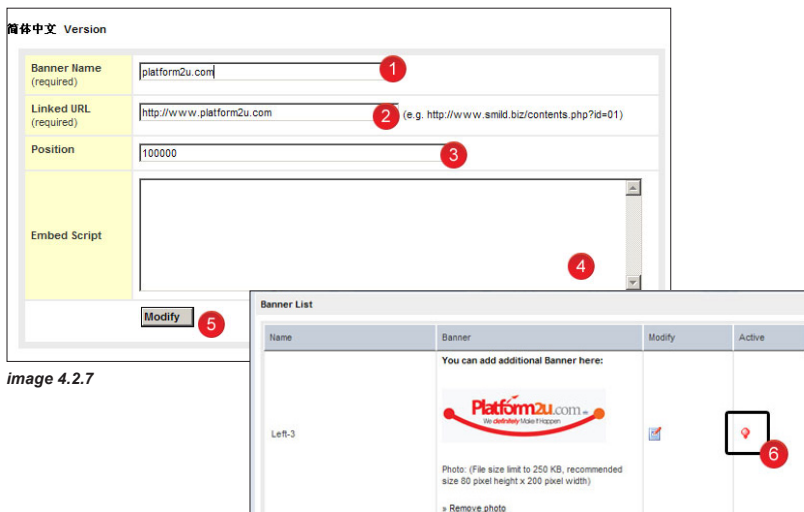 简体中文 Version
Banner Name
(required)
platform2u.com
1
Linked URL
(required)
http://www.platform2u.com
2
(e.g. http://www.smild.biz/contents.php?id=01)
Position
100000
3
Embed Script
4
Modify
5
image 4.2.7
Banner List
Name
Banner
Modify
Active
You can add additional Banner here:
Platform2u.com
We definitely Make It Happen
Left-3
6
Photo: (File size limit to 250 KB, recommended
size 80 pixel height x 200 pixel width)
» Remove photo